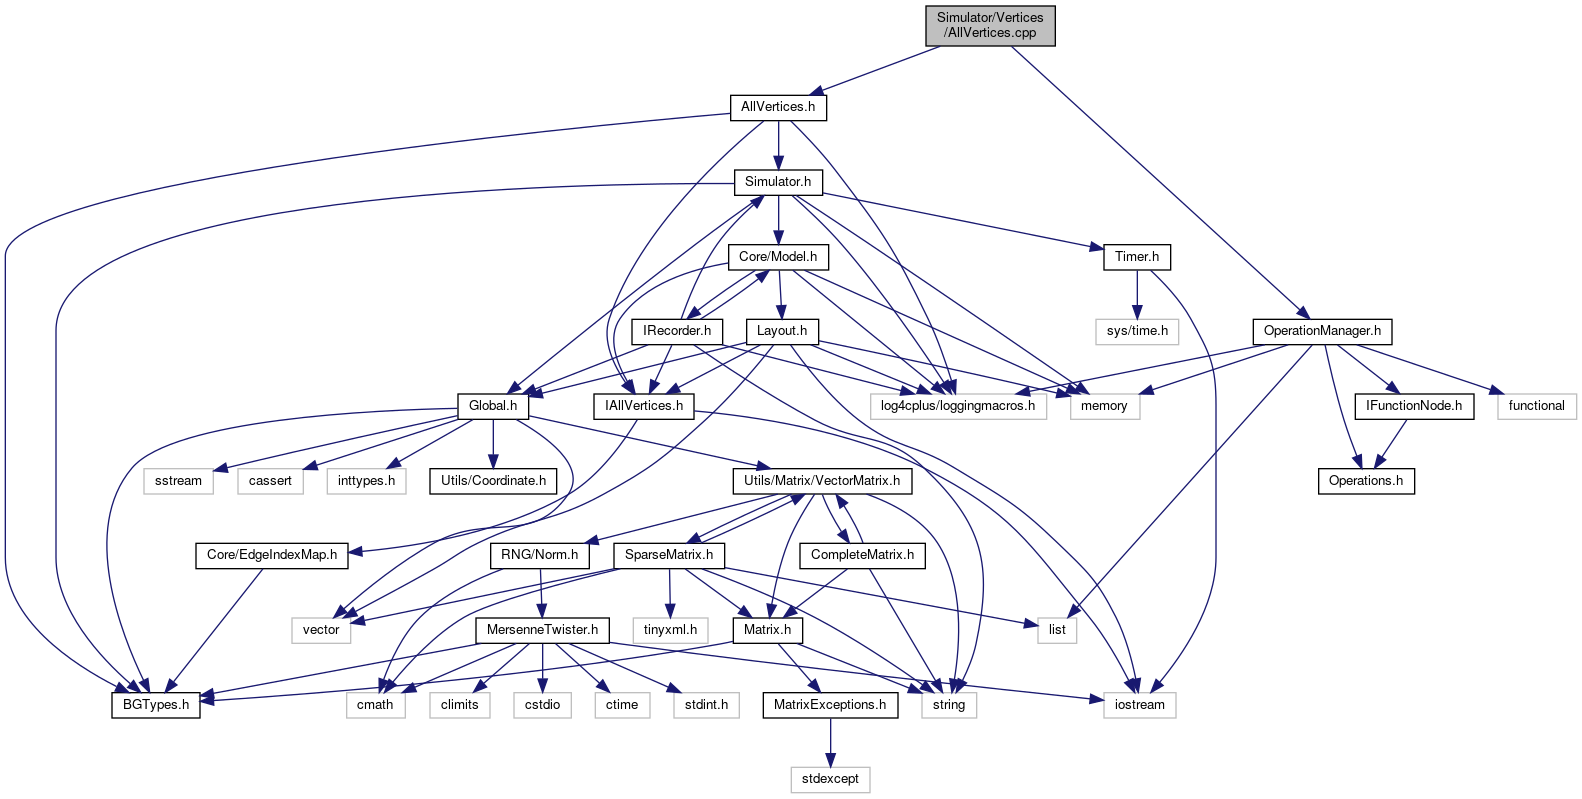 Simulator/Vertices
/AllVertices.cpp
AllVertices.h
Simulator.h
Core/Model.h
Timer.h
IRecorder.h
Layout.h
sys/time.h
OperationManager.h
Global.h
IAllVertices.h
log4cplus/loggingmacros.h
memory
IFunctionNode.h
functional
sstream
cassert
inttypes.h
Utils/Coordinate.h
Utils/Matrix/VectorMatrix.h
Operations.h
Core/EdgeIndexMap.h
RNG/Norm.h
SparseMatrix.h
CompleteMatrix.h
vector
MersenneTwister.h
tinyxml.h
Matrix.h
list
BGTypes.h
cmath
climits
cstdio
ctime
stdint.h
MatrixExceptions.h
string
iostream
stdexcept